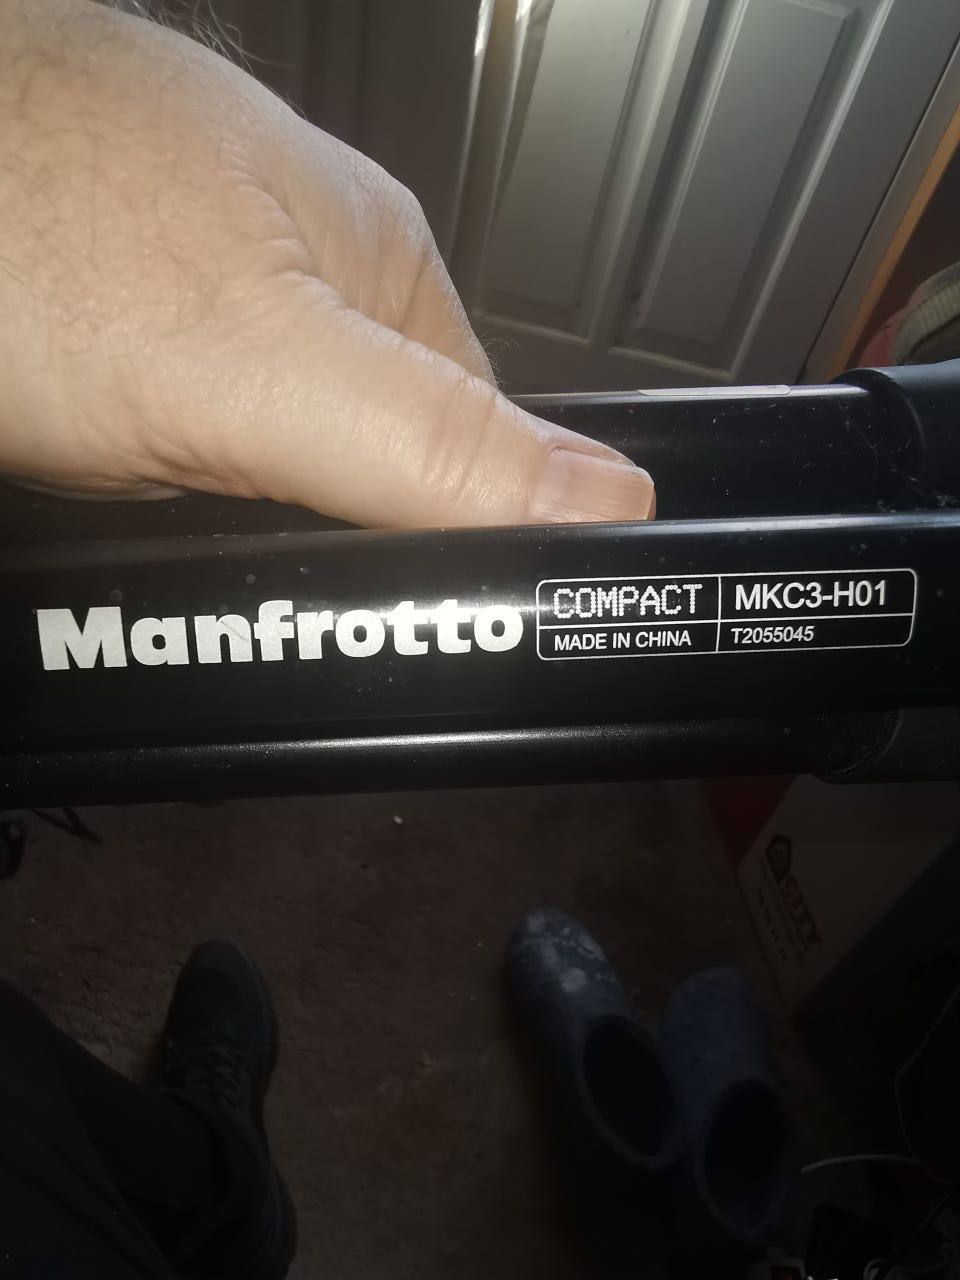 Manfrotto
COMPACT
MKC3-H01
MADE IN CHINA
T2055045